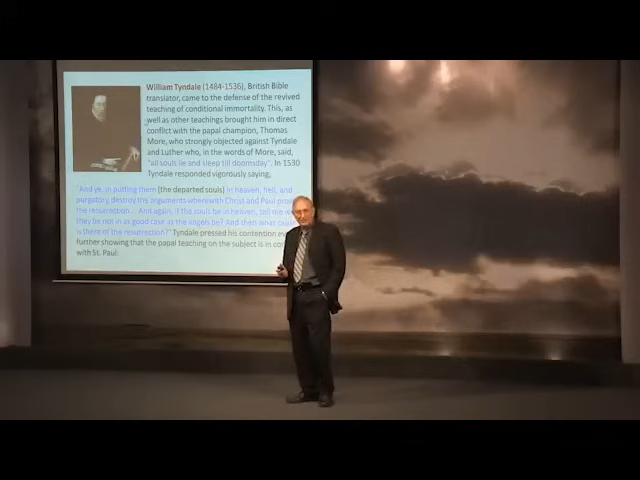 William Tyndale (1484-1536), British Bible
translator, came to the defense of the revived
teaching of conditional immortality. This, as
well as other teachings brought him in direct
conflict with the papal champion, Thomas
More, who strongly objected against Tyndale
and Luther who, in the words of More, said,
"all souls lie and sleep till doomsday". In 1530
Tyndale responded vigorously saying,
"And ye, in putting them (the departed souls) in heaven, hell, and
purgatory, destroy the arguments wherewith Christ and Paul
the resurrection... And again, if the souls be in heaven, tell me
they be not in as good case as the angels be? And then what
is there of the resurrection?" Tyndale pressed his contention
further showing that the papal teaching on the subject is in
with St. Paul: